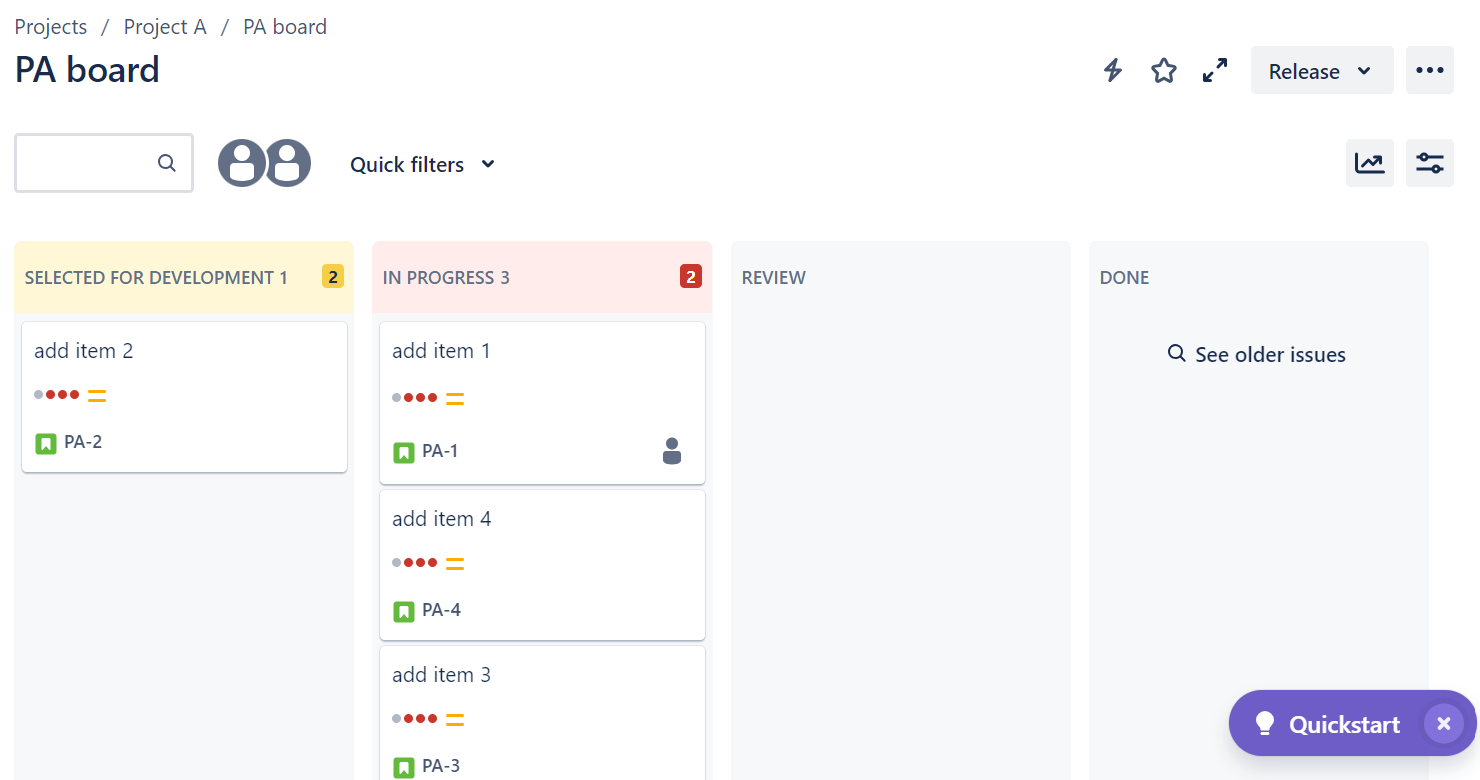 Projects / Project A / PA board
PA board
Release
Quick filters
SELECTED FOR DEVELOPMENT 1 2
add item 2
PA-2
IN PROGRESS 3 2
add item 1
PA-1
add item 4
PA-4
add item 3
PA-3
REVIEW
DONE
See older issues
Quickstart